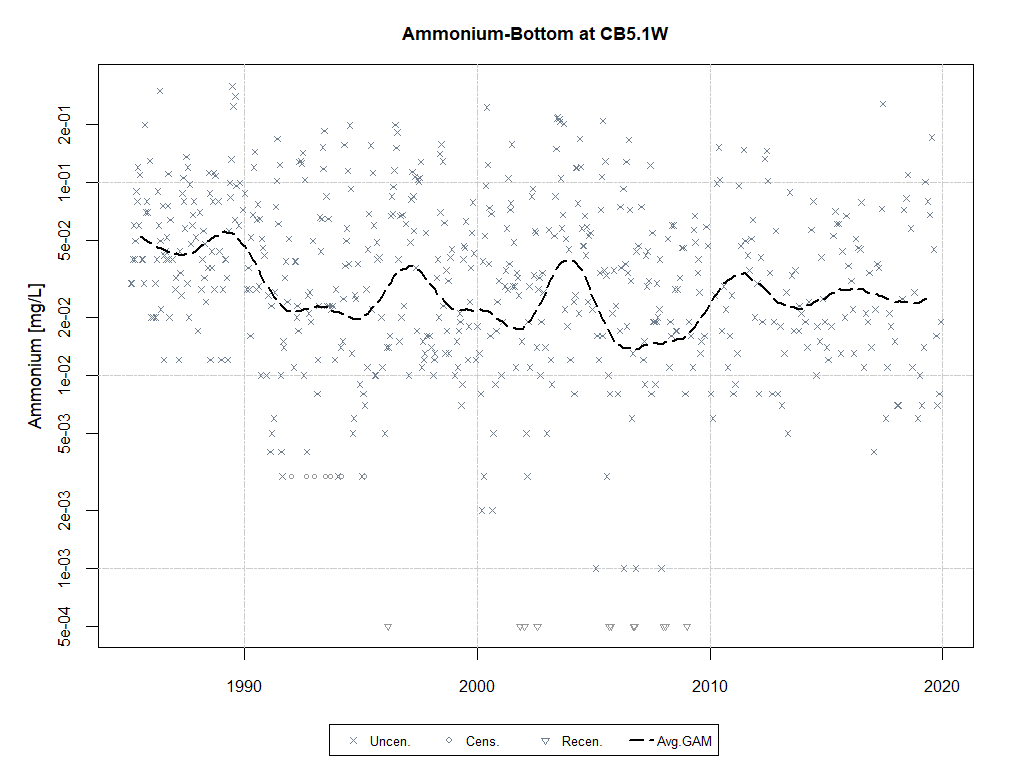 Ammonium-Bottom at CB5.1W
Ammonium [mg/L]
2e-01
1e-01
5e-02
2e-02
1e-02
5e-03
2e-03
1e-03
5e-04
1990 2000 2010 2020
Uncen. Cens. Recen. Avg.GAM